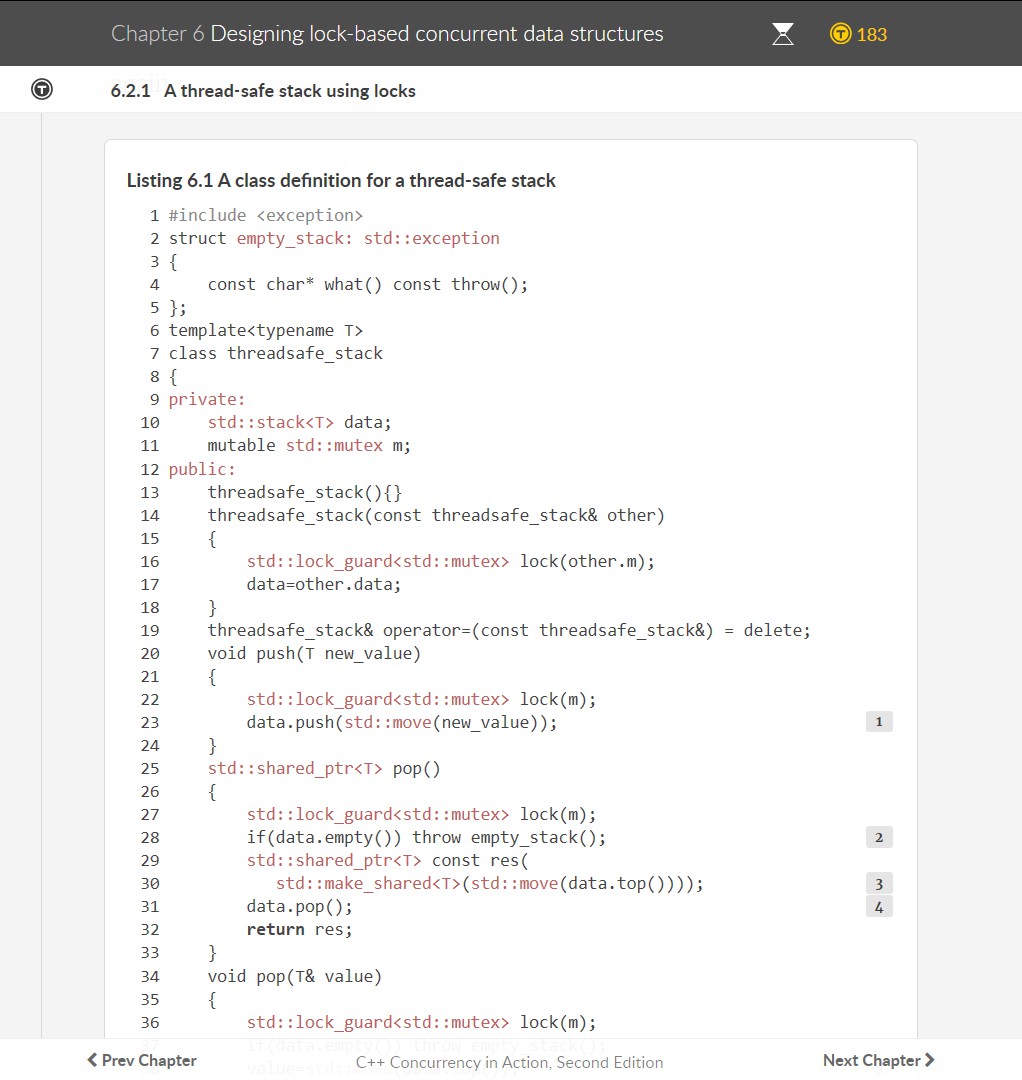 Chapter 6 Designing lock-based concurrent data structures
183
6.2.1 A thread-safe stack using locks
Listing 6.1 A class definition for a thread-safe stack
1 #include <exception>
2 struct empty_stack: std::exception
3 {
4     const char* what() const throw();
5 };
6 template<typename T>
7 class threadsafe_stack
8 {
9 private:
10     std::stack<T> data;
11     mutable std::mutex m;
12 public:
13     threadsafe_stack(){}
14     threadsafe_stack(const threadsafe_stack& other)
15     {
16         std::lock_guard<std::mutex> lock(other.m);
17         data=other.data;
18     }
19     threadsafe_stack& operator=(const threadsafe_stack&) = delete;
20     void push(T new_value)
21     {
22         std::lock_guard<std::mutex> lock(m);
23         data.push(std::move(new_value)); 1
24     }
25     std::shared_ptr<T> pop()
26     {
27         std::lock_guard<std::mutex> lock(m);
28         if(data.empty()) throw empty_stack(); 2
29         std::shared_ptr<T> const res(
30            std::make_shared<T>(std::move(data.top()))); 3
31         data.pop(); 4
32         return res;
33     }
34     void pop(T& value)
35     {
36         std::lock_guard<std::mutex> lock(m);
37         if(data.empty()) throw empty_stack();
Prev Chapter
C++ Concurrency in Action, Second Edition
Next Chapter